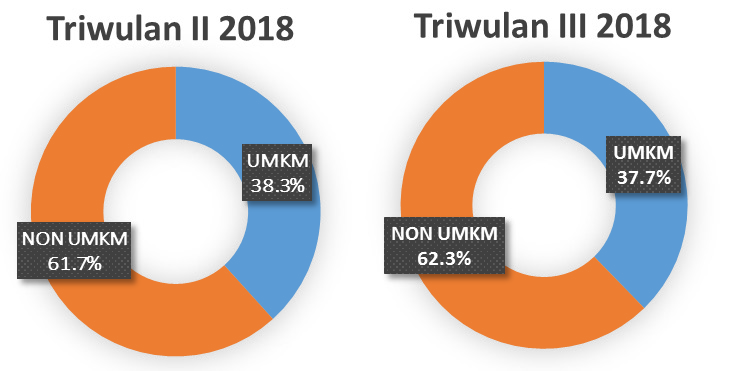 Triwulan II 2018
UMKM
38.3%
NON UMKM
61.7%
Triwulan III 2018
UMKM
37.7%
NON UMKM
62.3%